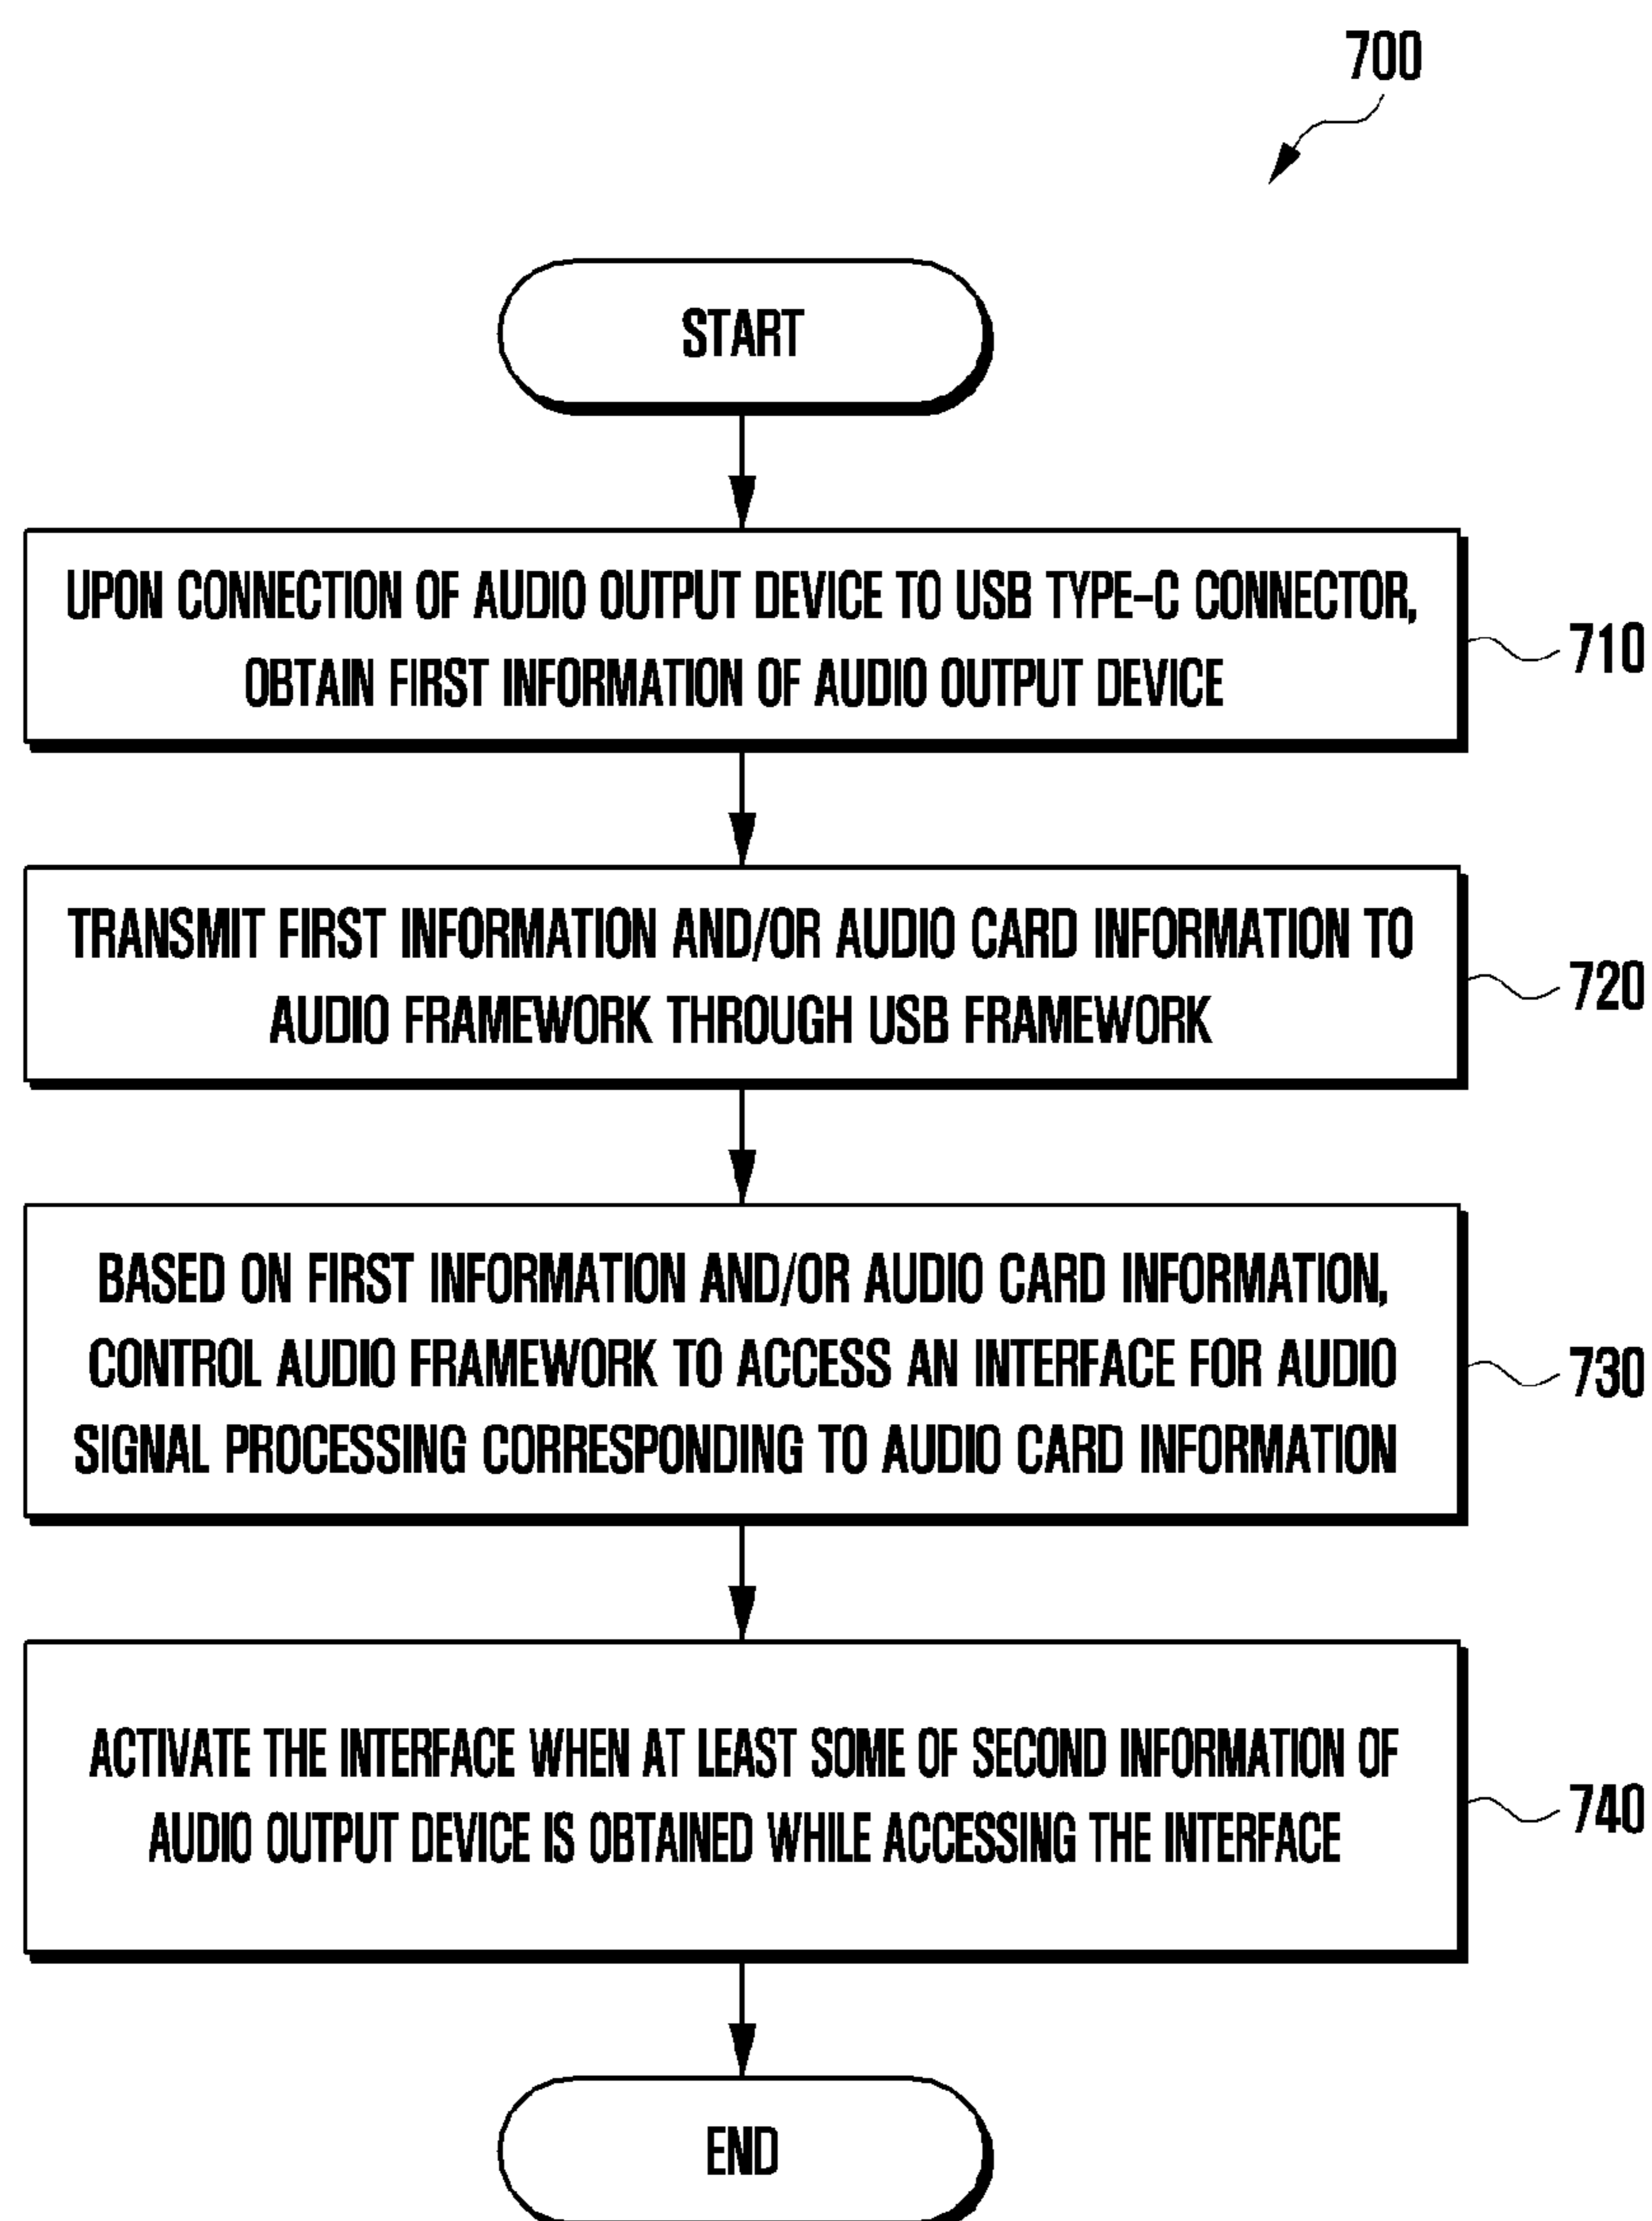 700
START
UPON CONNECTION OF AUDIO OUTPUT DEVICE TO USB TYPE-C CONNECTOR,
OBTAIN FIRST INFORMATION OF AUDIO OUTPUT DEVICE
710
TRANSMIT FIRST INFORMATION AND/OR AUDIO CARD INFORMATION TO
AUDIO FRAMEWORK THROUGH USB FRAMEWORK
720
BASED ON FIRST INFORMATION AND/OR AUDIO CARD INFORMATION,
CONTROL AUDIO FRAMEWORK TO ACCESS AN INTERFACE FOR AUDIO
SIGNAL PROCESSING CORRESPONDING TO AUDIO CARD INFORMATION
730
ACTIVATE THE INTERFACE WHEN AT LEAST SOME OF SECOND INFORMATION OF
AUDIO OUTPUT DEVICE IS OBTAINED WHILE ACCESSING THE INTERFACE
740
END